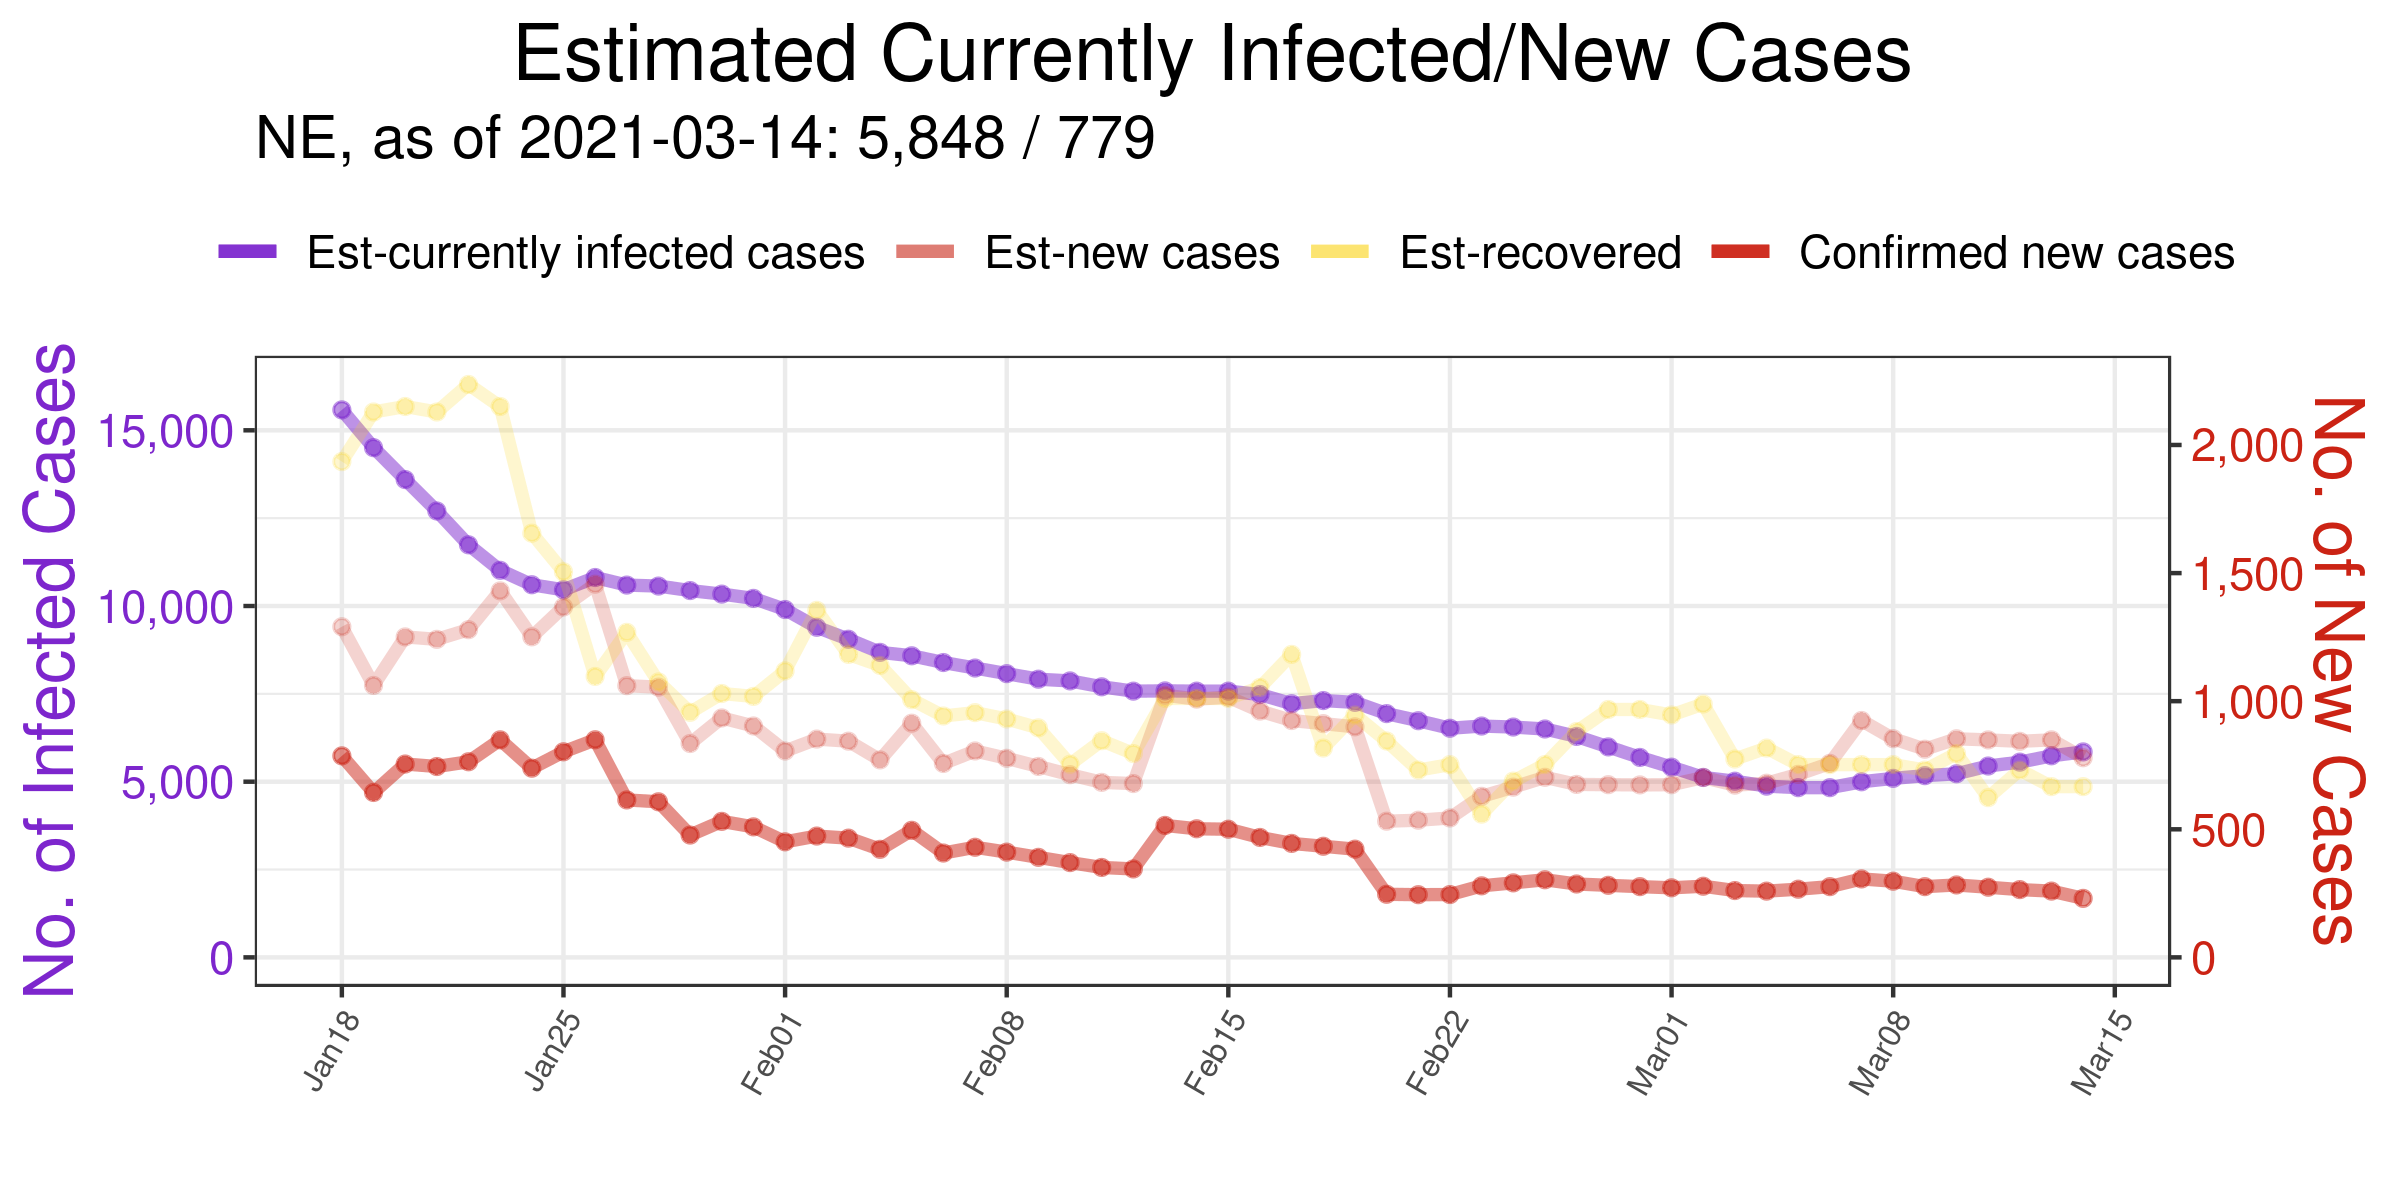 Estimated Currently Infected/New Cases
NE, as of 2021-03-14: 5,848 / 779
Est-currently infected cases Est-new cases Est-recovered Confirmed new cases
No. of Infected Cases
15,000
10,000
5,000
0
2,000
1,500
1,000
500
0
No. of New Cases
Jan18 Jan25 Feb01 Feb08 Feb15 Feb22 Mar01 Mar08 Mar15